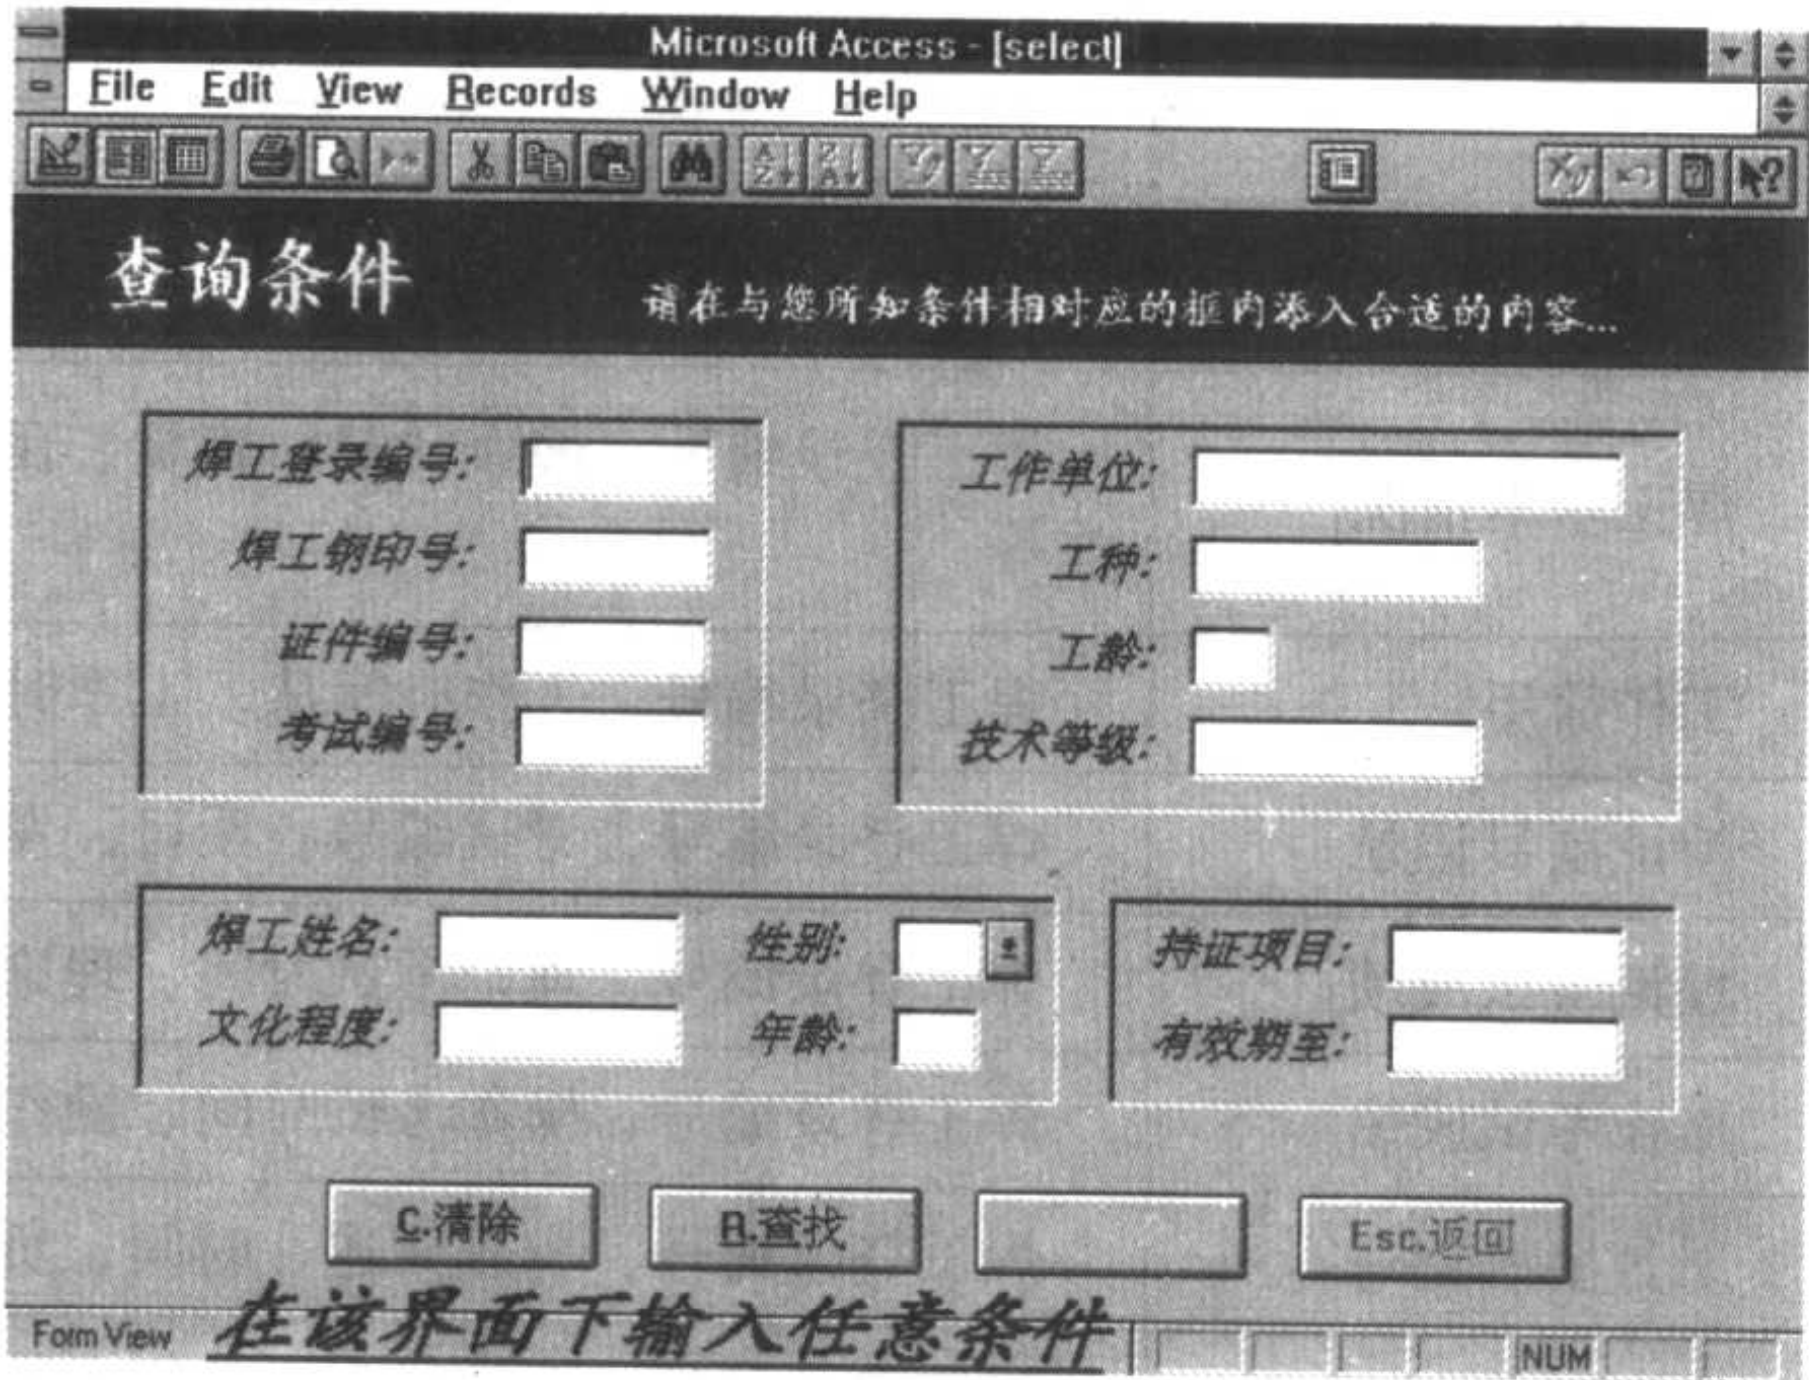 Microsoft Access - [select]
File Edit View Records Window Help
查询条件
请在与您所知条件相对应的框内添入合适的内容...
焊工登录编号:
焊工钢印号:
证件编号:
考试编号:
工作单位:
工种:
工龄:
技术等级:
焊工姓名:
性别:
文化程度:
年龄:
持证项目:
有效期至:
C.清除
R.查找
Esc.返回
Form View
在该界面下输入任意条件
NUM